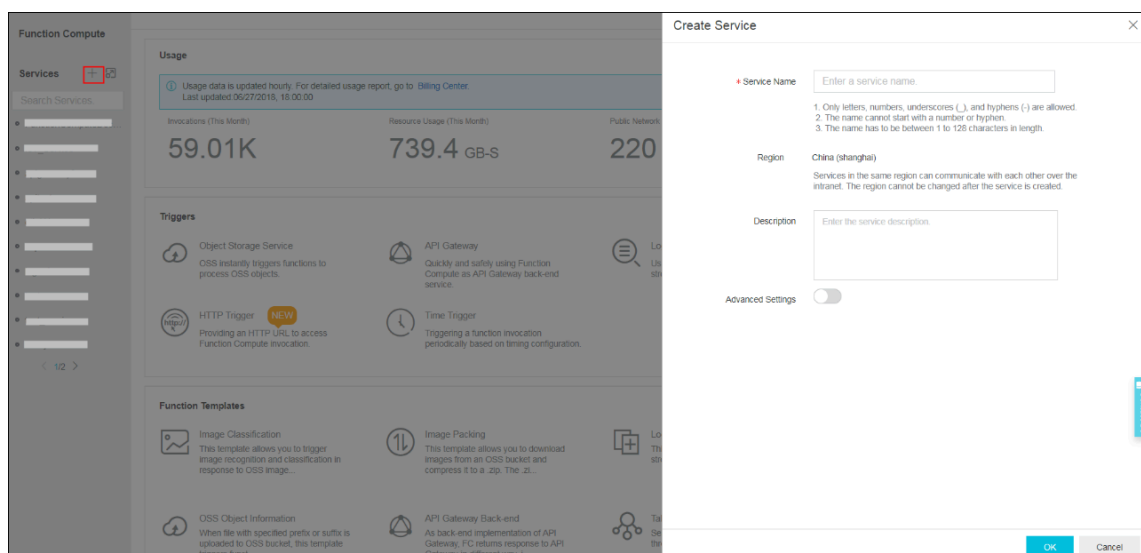 Function Compute
Services
Search Services.
1/2
Usage
Usage data is updated hourly. For detailed usage report, go to Billing Center.
Last updated:06/27/2018, 18:00:00
Invocations (This Month)
59.01K
Resource Usage (This Month)
739.4 GB-S
Public Network
220
Triggers
Object Storage Service
OSS instantly triggers functions to
process OSS objects.
API Gateway
Quickly and safely using Function
Compute as API Gateway back-end
service.
Lo
Us
str
HTTP Trigger NEW
http://
Providing an HTTP URL to access
Function Compute invocation.
Time Trigger
Triggering a function invocation
periodically based on timing configuration.
Function Templates
Image Classification
This template allows you to trigger
image recognition and classification in
response to OSS image...
Image Packing
This template allows you to download
images from an OSS bucket and
compress it to a .zip. The .zi...
Lo
Th
str
OSS Object Information
When file with specified prefix or suffix is
uploaded to OSS bucket, this template
API Gateway Back-end
As back-end implementation of API
Gateway, FC returns response to API
Ta
Se
the
Create Service
* Service Name
Enter a service name.
1. Only letters, numbers, underscores (_), and hyphens (-) are allowed.
2. The name cannot start with a number or hyphen.
3. The name has to be between 1 to 128 characters in length.
Region
China (shanghai)
Services in the same region can communicate with each other over the
intranet. The region cannot be changed after the service is created.
Description
Enter the service description.
Advanced Settings
OK
Cancel